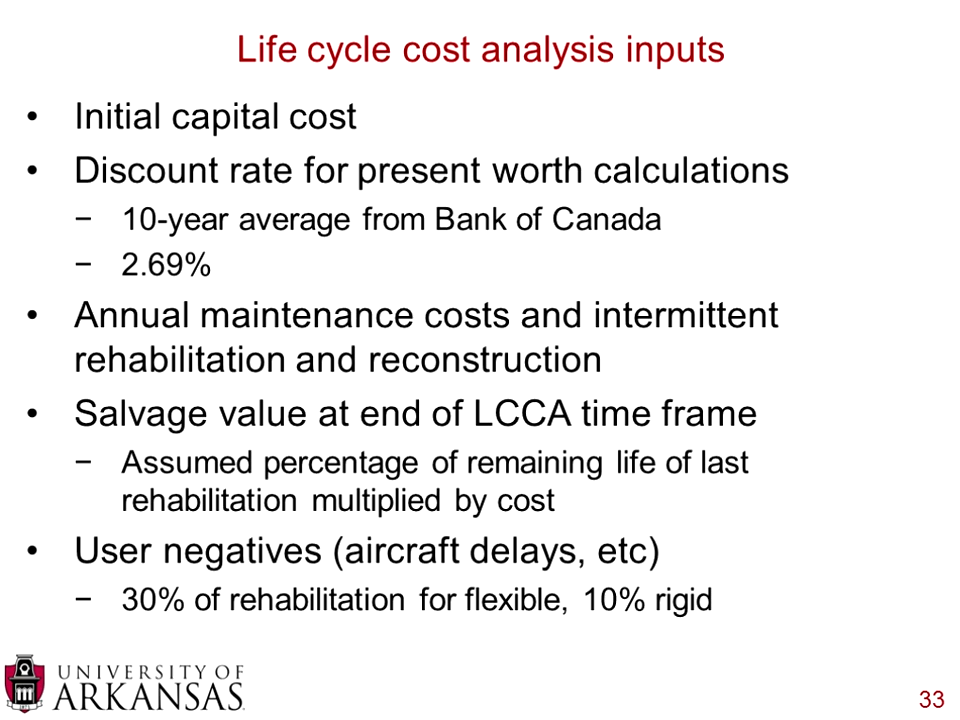 Life cycle cost analysis inputs
• Initial capital cost
• Discount rate for present worth calculations
− 10-year average from Bank of Canada
− 2.69%
• Annual maintenance costs and intermittent
rehabilitation and reconstruction
• Salvage value at end of LCCA time frame
− Assumed percentage of remaining life of last
rehabilitation multiplied by cost
• User negatives (aircraft delays, etc)
− 30% of rehabilitation for flexible, 10% rigid
UNIVERSITY OF
ARKANSAS
33